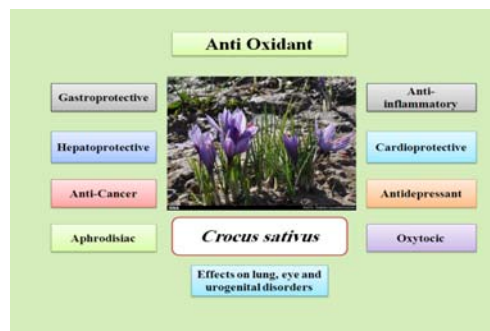 Anti Oxidant
Gastroprotective
Anti-
inflammatory
Hepatoprotective
Cardioprotective
Anti-Cancer
Antidepressant
Aphrodisiac
Crocus sativus
Oxytocic
Effects on lung, eye and
urogenital disorders